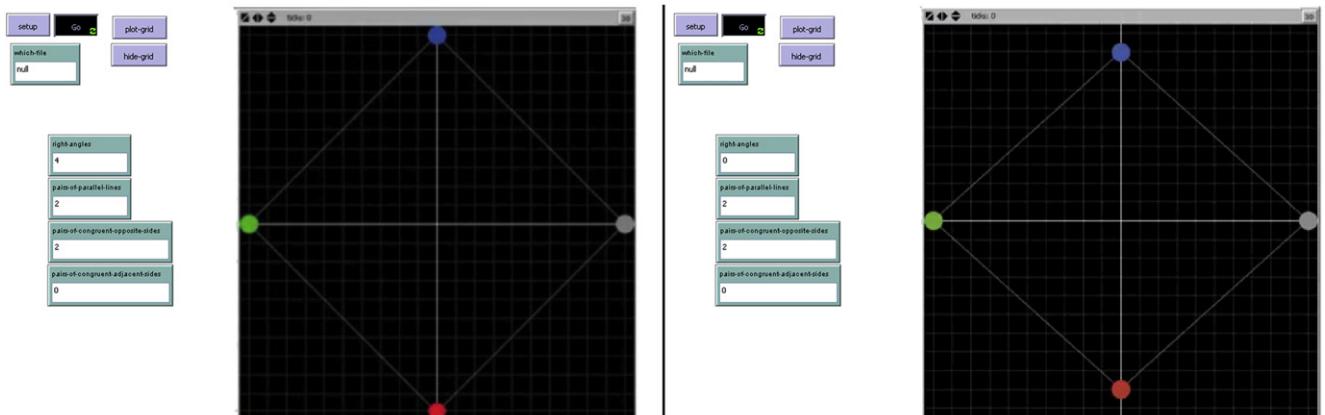 setup
Go
plot-grid
which-file
null
hide-grid
right-angles
4
pairs-of-parallel-lines
2
pairs-of-congruent-opposite-sides
2
pairs-of-congruent-adjacent-sides
0
ticks: 0
3D
setup
Go
plot-grid
which-file
null
hide-grid
right-angles
0
pairs-of-parallel-lines
2
pairs-of-congruent-opposite-sides
2
pairs-of-congruent-adjacent-sides
0
ticks: 0
3D